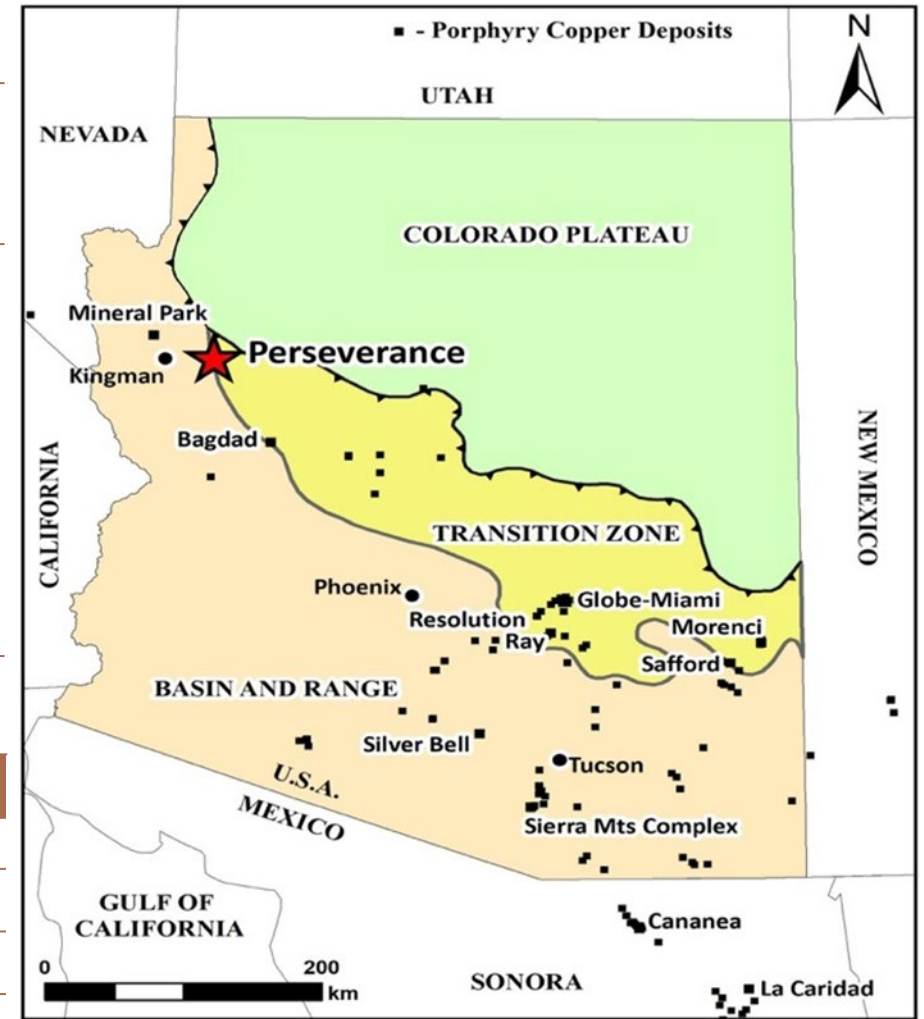 ■ - Porphyry Copper Deposits
N
UTAH
NEVADA
COLORADO PLATEAU
Mineral Park
Perseverance
Kingman
Bagdad
CALIFORNIA
NEW MEXICO
TRANSITION ZONE
Phoenix
Globe-Miami
Resolution
Morenci
Ray
Safford
BASIN AND RANGE
Silver Bell
Tucson
U.S.A.
MEXICO
Sierra Mts Complex
GULF OF
CALIFORNIA
Cananea
0 200
km
SONORA
La Caridad